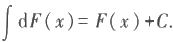 ∫ dF(x)=F(x)+C.